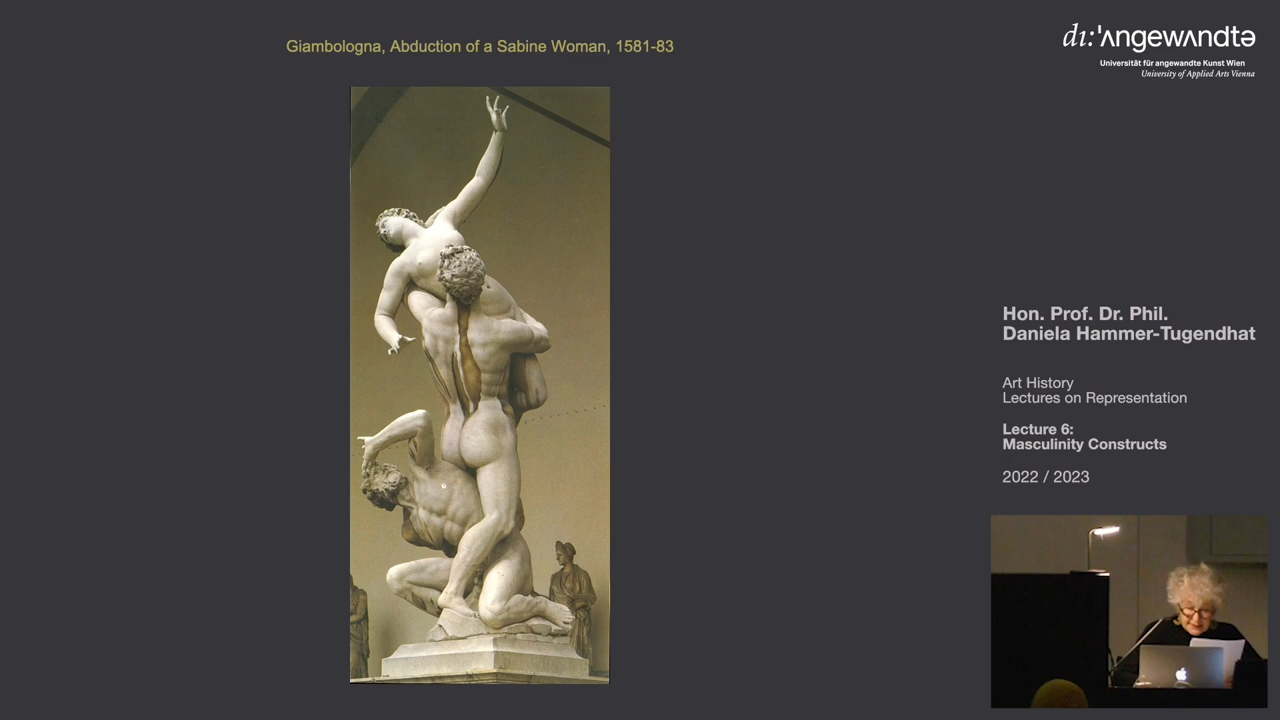 Giambologna, Abduction of a Sabine Woman, 1581-83
dı:'ʌngewʌndtə
Universität für angewandte Kunst Wien
University of Applied Arts Vienna
Hon. Prof. Dr. Phil.
Daniela Hammer-Tugendhat
Art History
Lectures on Representation
Lecture 6:
Masculinity Constructs
2022 / 2023